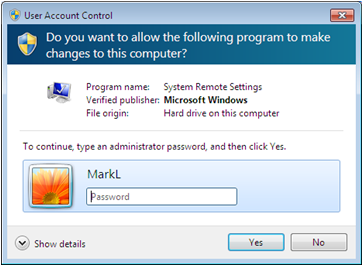 User Account Control
Do you want to allow the following program to make
changes to this computer?
Program name: System Remote Settings
Verified publisher: Microsoft Windows
File origin: Hard drive on this computer
To continue, type an administrator password, and then click Yes.
MarkL
Password
Show details
Yes
No